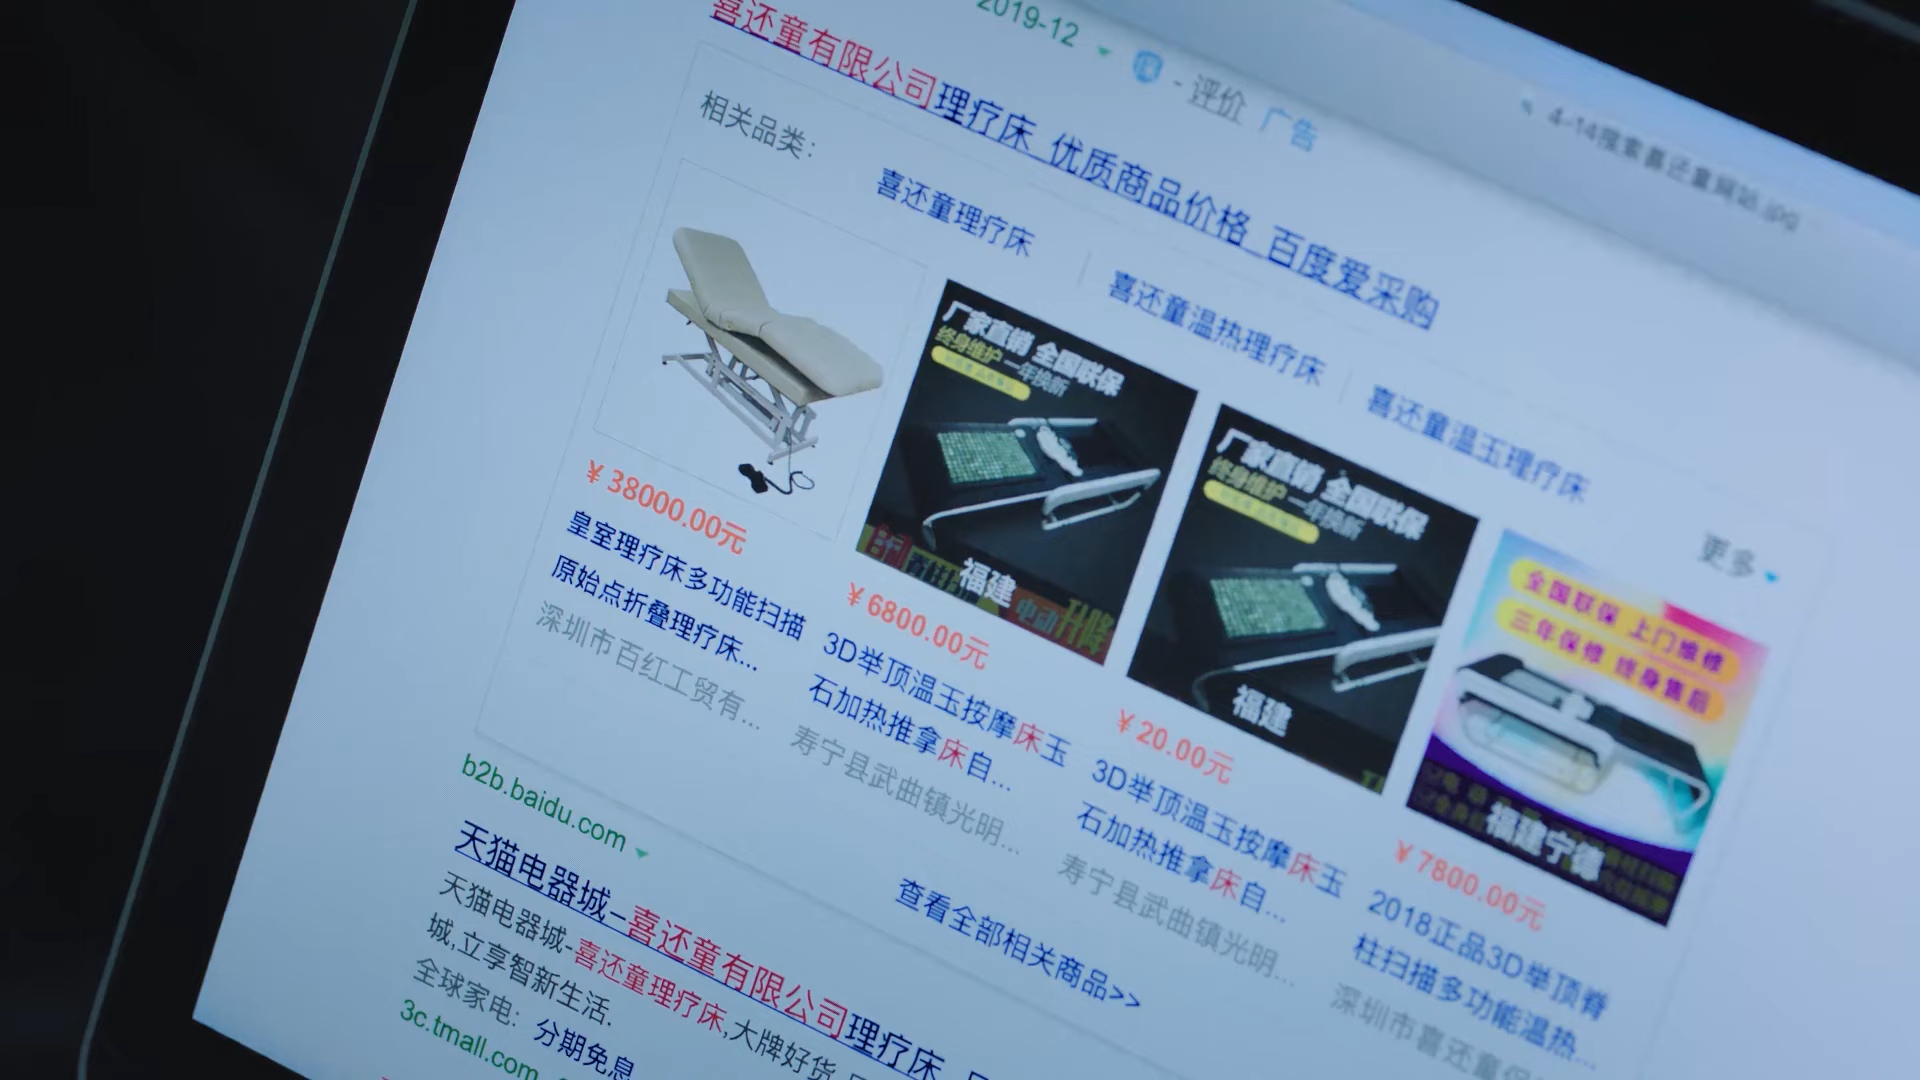 2019-12
- 评价 广告
4-14搜索喜还童网站.jpg
喜还童有限公司理疗床_优质商品价格_百度爱采购
相关品类:
喜还童理疗床
喜还童温热理疗床
喜还童温玉理疗床
更多
厂家直销 全国联保
终身维护 一年换新
福建
电动升降
厂家直销 全国联保
终身维护 一年换新
福建
全国联保 上门维修
三年保修 终身售后
福建宁德
¥38000.00元
皇室理疗床多功能扫描
原始点折叠理疗床...
深圳市百红工贸有...
¥6800.00元
3D举顶温玉按摩床玉
石加热推拿床自...
寿宁县武曲镇光明...
¥20.00元
3D举顶温玉按摩床玉
石加热推拿床自...
寿宁县武曲镇光明...
¥7800.00元
2018正品3D举顶脊
柱扫描多功能温热...
深圳市喜还童保
查看全部相关商品>>
b2b.baidu.com
天猫电器城–喜还童有限公司理疗床
天猫电器城-喜还童理疗床,大牌好货
城,立享智新生活.
全球家电: 分期免息
3c.tmall.com